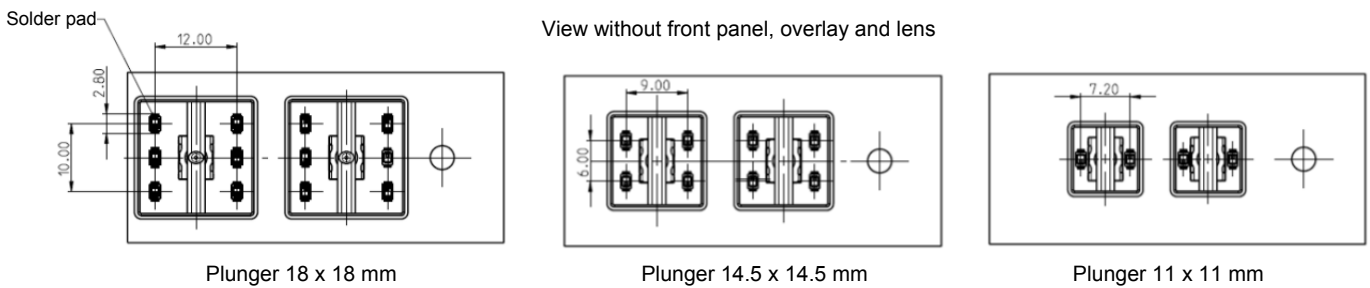 Solder pad
View without front panel, overlay and lens
12.00
2.80
10.00
9.00
6.00
7.20
Plunger 18 x 18 mm
Plunger 14.5 x 14.5 mm
Plunger 11 x 11 mm